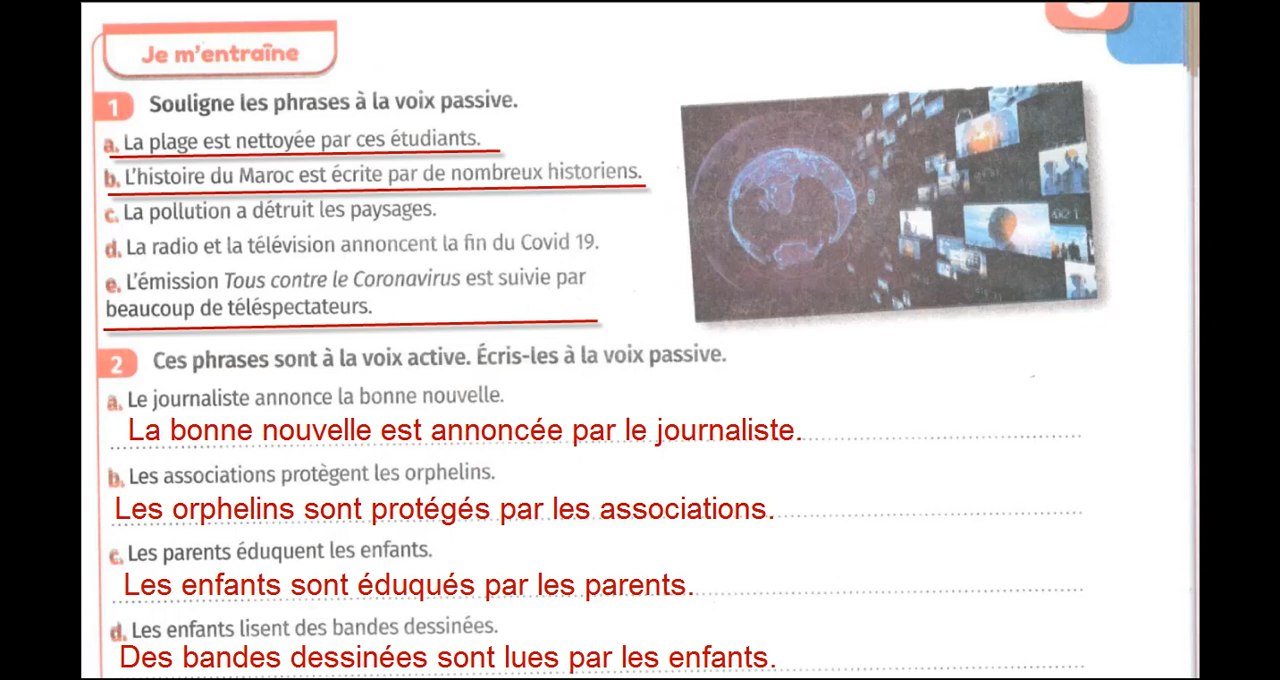 Je m'entraîne
1 Souligne les phrases à la voix passive.
a. La plage est nettoyée par ces étudiants.
b. L'histoire du Maroc est écrite par de nombreux historiens.
c. La pollution a détruit les paysages.
d. La radio et la télévision annoncent la fin du Covid 19.
e. L'émission Tous contre le Coronavirus est suivie par
beaucoup de téléspectateurs.
2 Ces phrases sont à la voix active. Écris-les à la voix passive.
a. Le journaliste annonce la bonne nouvelle.
La bonne nouvelle est annoncée par le journaliste.
b. Les associations protègent les orphelins.
Les orphelins sont protégés par les associations.
c. Les parents éduquent les enfants.
Les enfants sont éduqués par les parents.
d. Les enfants lisent des bandes dessinées.
Des bandes dessinées sont lues par les enfants.